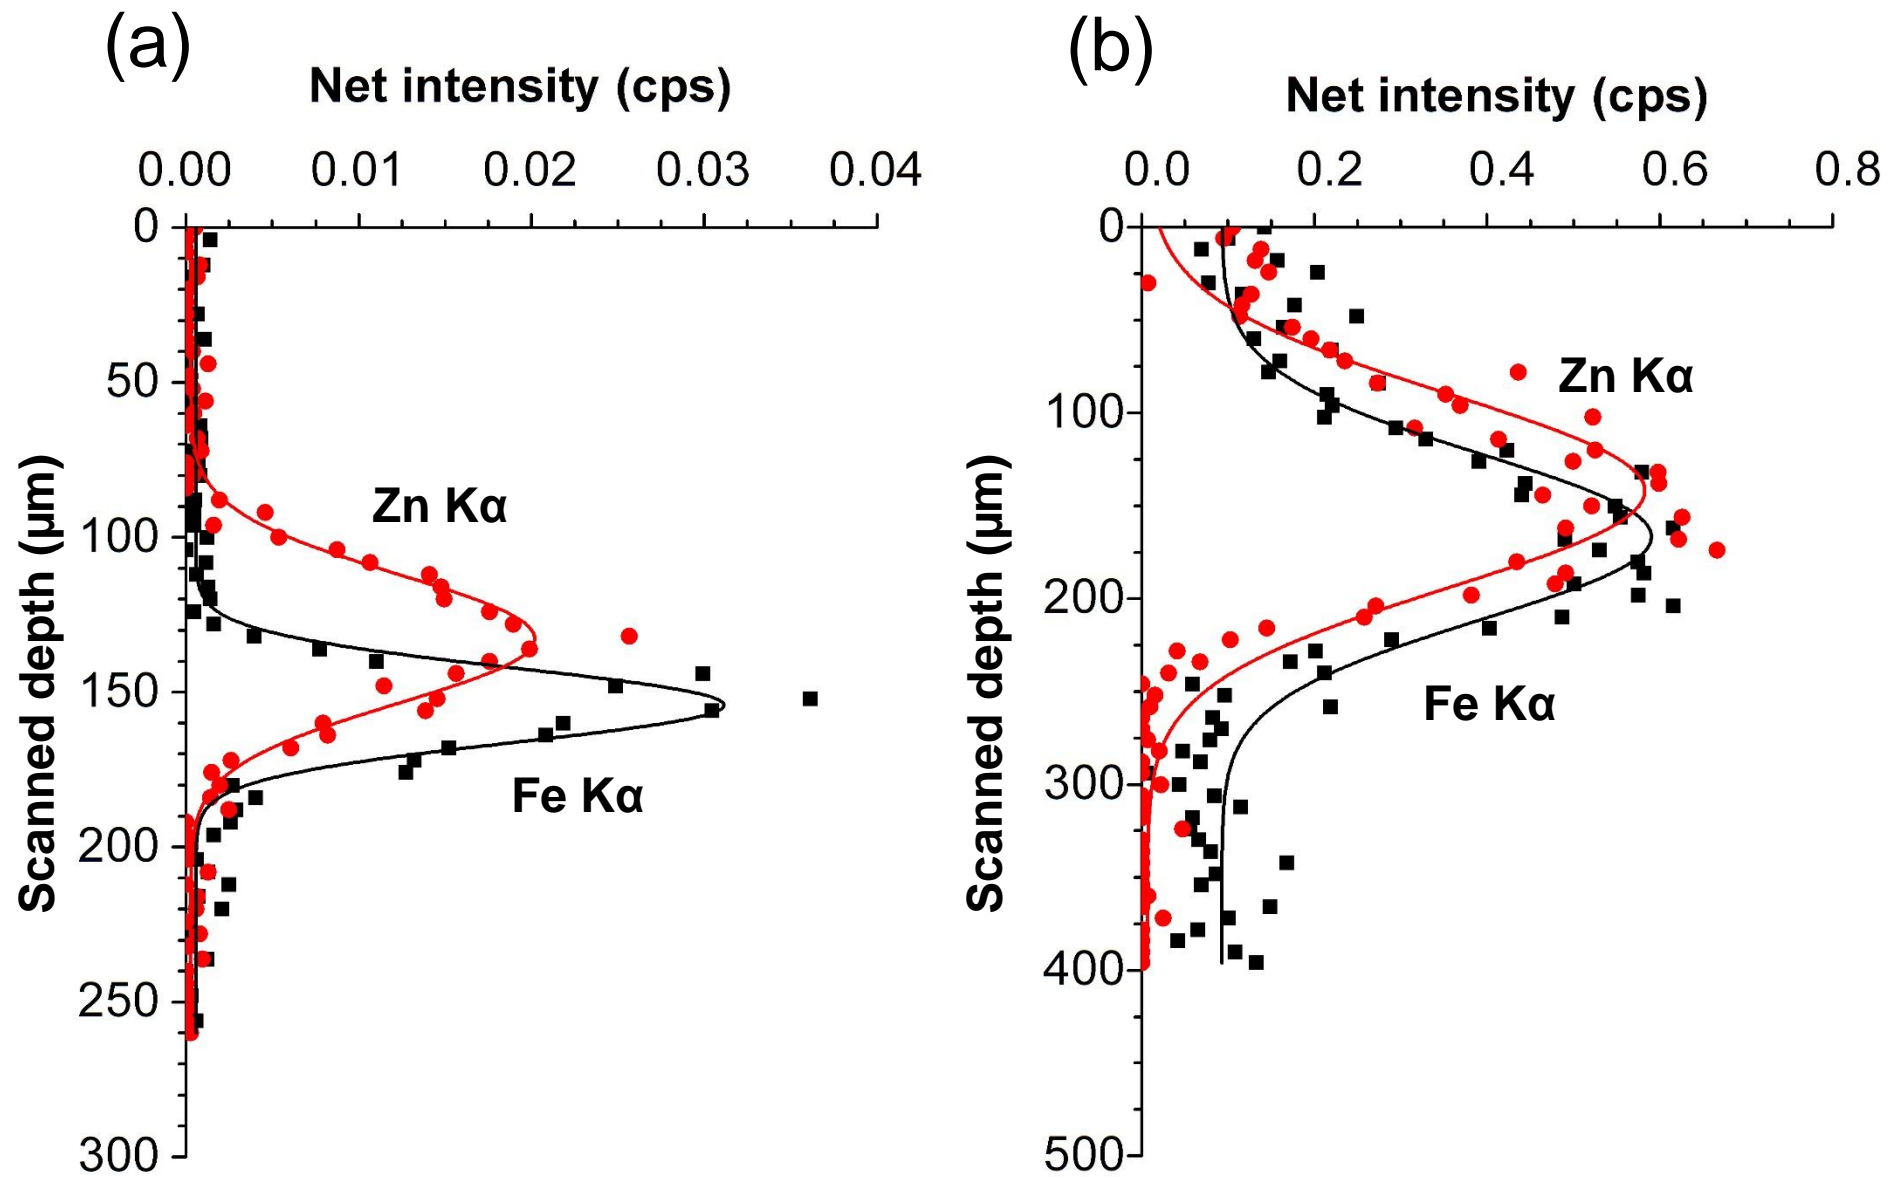 (a)
Net intensity (cps)
0.00 0.01 0.02 0.03 0.04
0
50
100
150
200
250
300
Scanned depth (µm)
Zn Kα
Fe Kα
(b)
Net intensity (cps)
0.0 0.2 0.4 0.6 0.8
0
100
200
300
400
500
Scanned depth (µm)
Zn Kα
Fe Kα